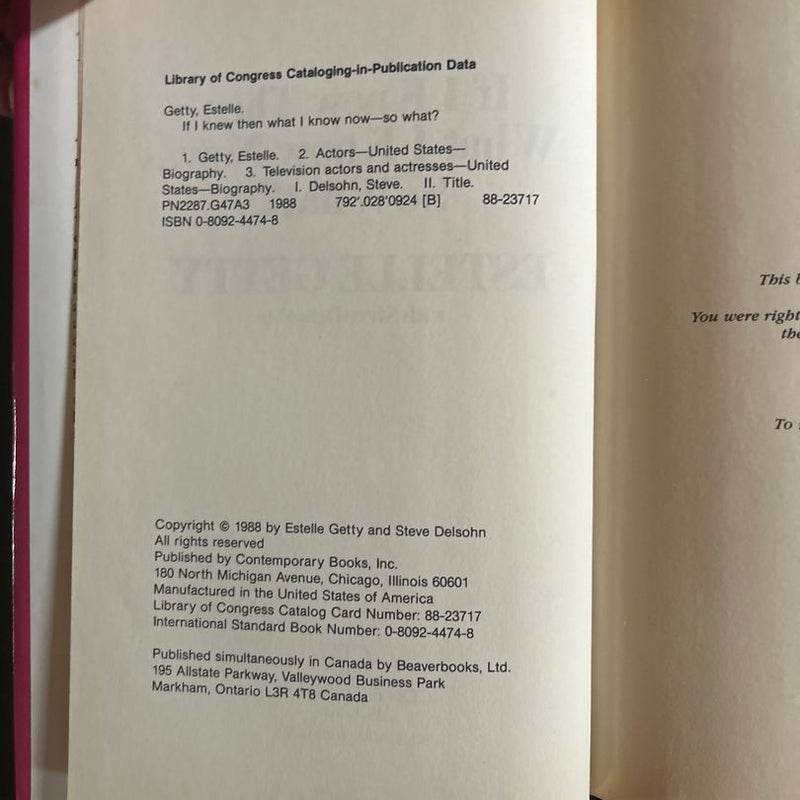 Library of Congress Cataloging-in-Publication Data
Getty, Estelle.
If I knew then what I know now—so what?
1. Getty, Estelle. 2. Actors—United States—
Biography. 3. Television actors and actresses—United
States—Biography. I. Delsohn, Steve. II. Title.
PN2287.G47A3 1988 792'.028'0924 [B] 88-23717
ISBN 0-8092-4474-8
ESTELLE GETTY
Copyright © 1988 by Estelle Getty and Steve Delsohn
All rights reserved
Published by Contemporary Books, Inc.
180 North Michigan Avenue, Chicago, Illinois 60601
Manufactured in the United States of America
Library of Congress Catalog Card Number: 88-23717
International Standard Book Number: 0-8092-4474-8
Published simultaneously in Canada by Beaverbooks, Ltd.
195 Allstate Parkway, Valleywood Business Park
Markham, Ontario L3R 4T8 Canada
This
You were right
To